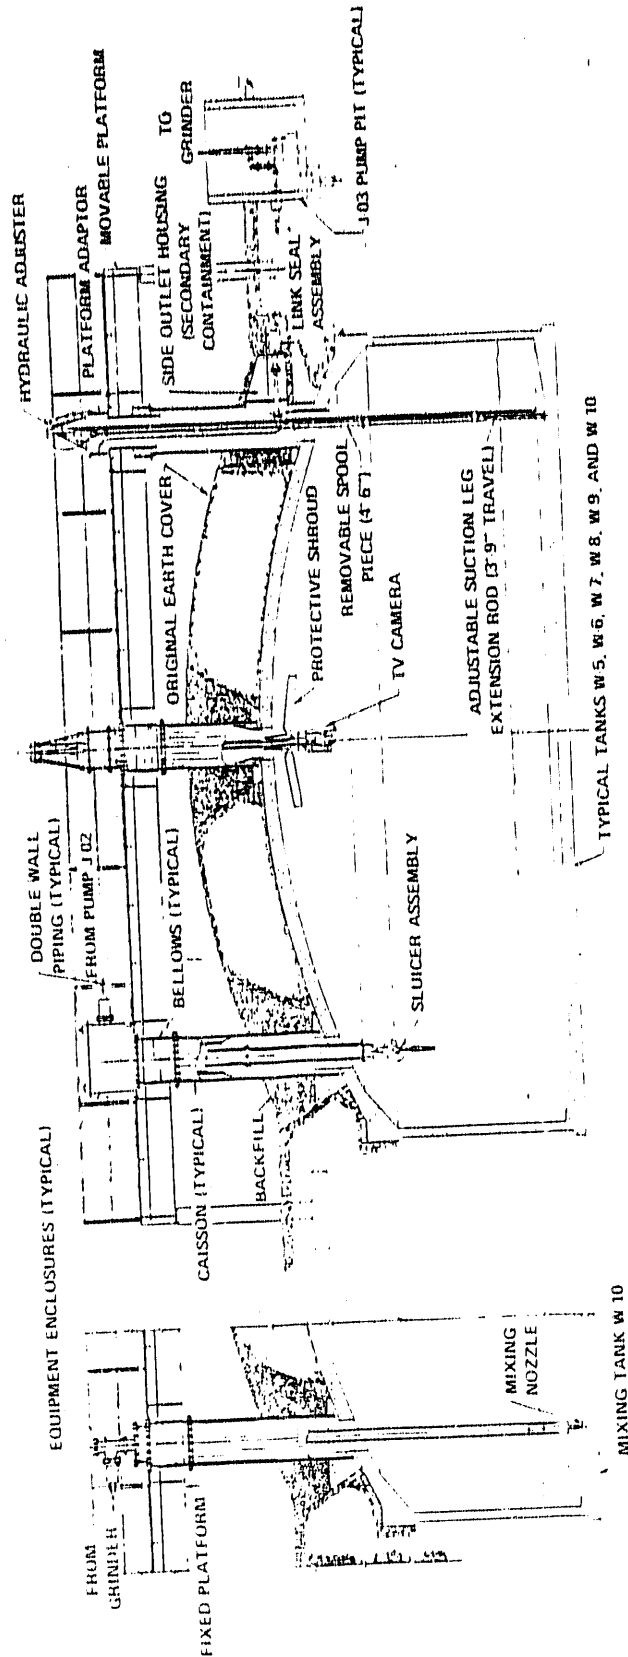 HYDRAULIC ADJUSTER
PLATFORM ADAPTOR
MOVABLE PLATFORM
DOUBLE WALL
PIPING (TYPICAL)
FROM PUMP J 02
EQUIPMENT ENCLOSURES (TYPICAL)
FROM
GRINDER
FIXED PLATFORM
BELLOWS (TYPICAL)
CAISSON (TYPICAL)
BACKFILL
ORIGINAL EARTH COVER
SIDE OUTLET HOUSING
(SECONDARY
CONTAINMENT)
TG
GRINDER
J-03 PUMP PIT (TYPICAL)
LINK SEAL
ASSEMBLY
PROTECTIVE SHROUD
REMOVABLE SPOOL
PIECE (4' 6")
TV CAMERA
SLUICER ASSEMBLY
ADJUSTABLE SUCTION LEG
EXTENSION ROD (3' 9" TRAVEL)
TYPICAL TANKS W 5, W 6, W 7, W 8, W 9, AND W 10
MIXING
NOZZLE
MIXING TANK W 10